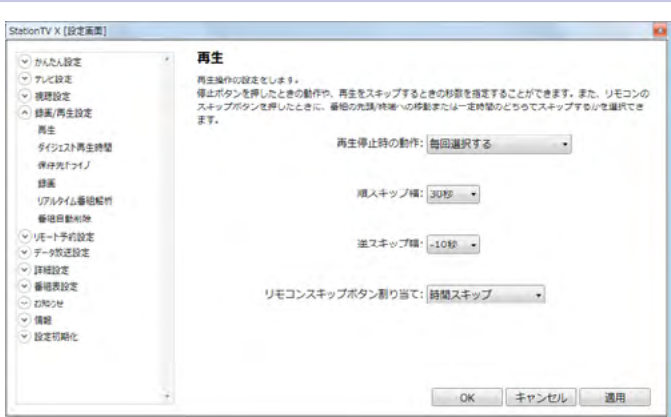 StationTV X [設定画面]
かんたん設定
テレビ設定
視聴設定
録画/再生設定
再生
ダイジェスト再生時間
保存先ドライブ
録画
リアルタイム番組解析
番組自動削除
リモート予約設定
データ放送設定
詳細設定
番組表設定
お知らせ
情報
設定初期化
再生
再生操作の設定をします。
停止ボタンを押したときの動作や、再生をスキップするときの秒数を指定することができます。また、リモコンの
スキップボタンを押したときに、番組の先頭/終端への移動または一定時間のどちらでスキップするかを選択でき
ます。
再生停止時の動作: 毎回選択する
順スキップ幅: 30秒
逆スキップ幅: -10秒
リモコンスキップボタン割り当て: 時間スキップ
OK キャンセル 適用